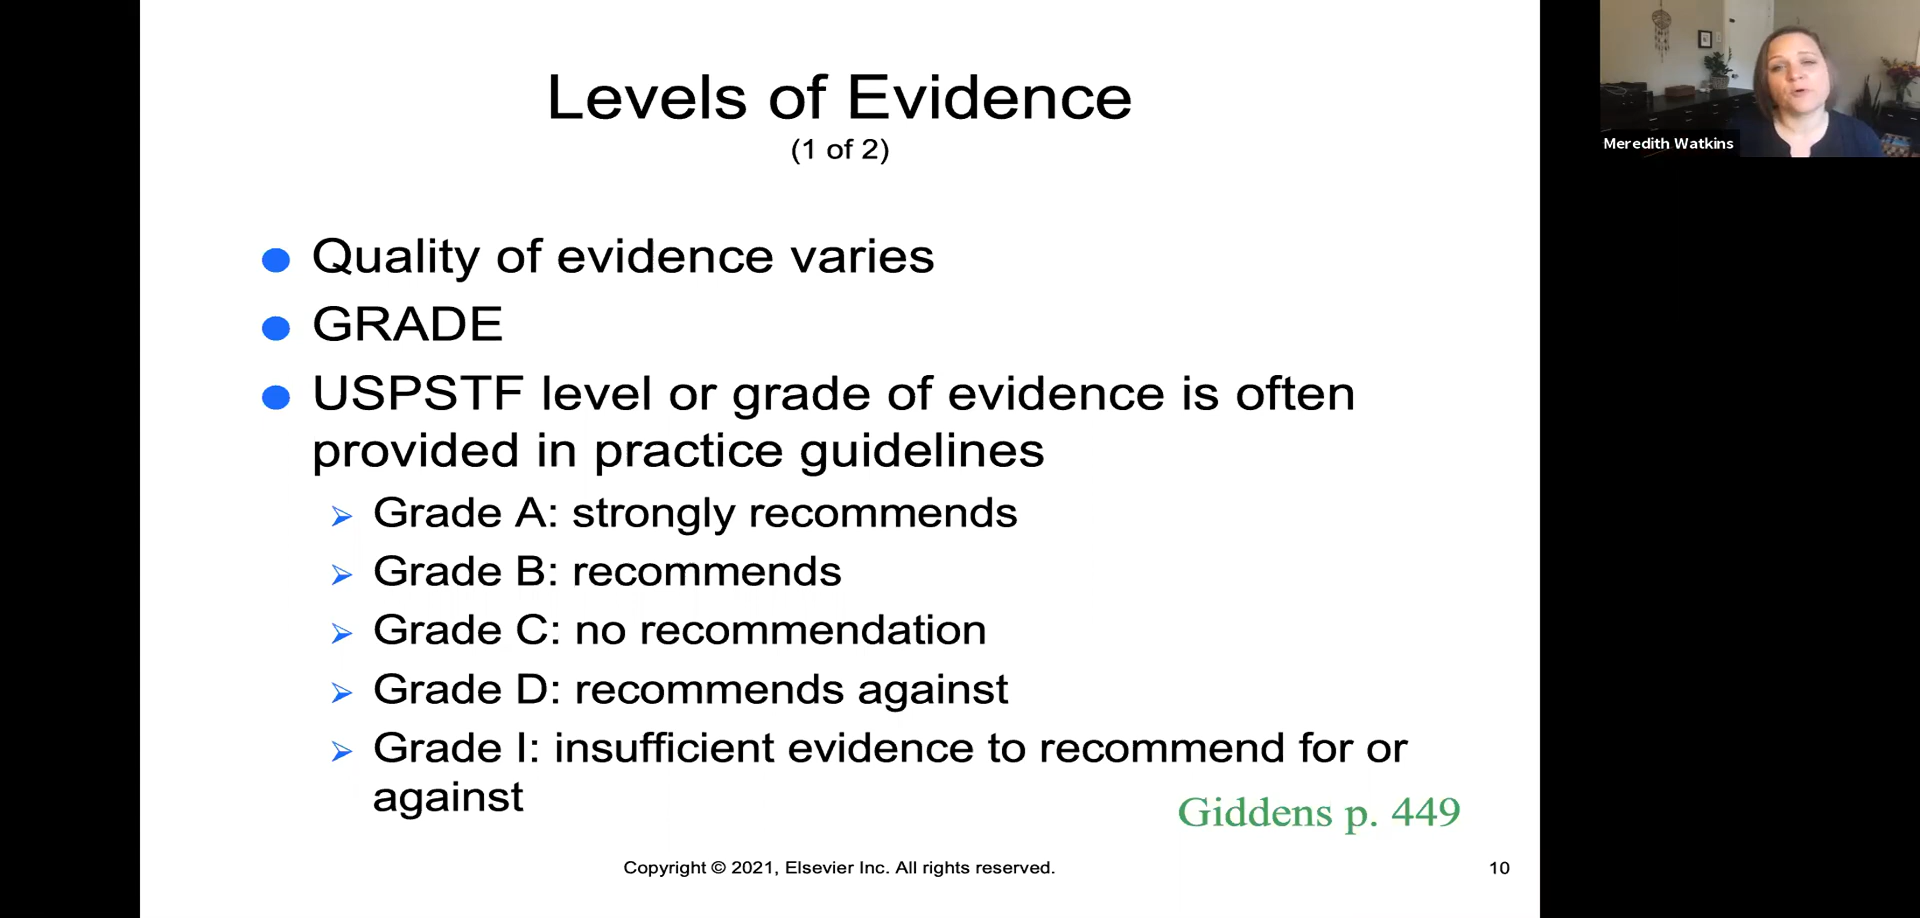 Levels of Evidence
(1 of 2)
Quality of evidence varies
GRADE
USPSTF level or grade of evidence is often
provided in practice guidelines
Grade A: strongly recommends
Grade B: recommends
Grade C: no recommendation
Grade D: recommends against
Grade I: insufficient evidence to recommend for or
against
Giddens p. 449
Copyright © 2021, Elsevier Inc. All rights reserved.
10
Meredith Watkins